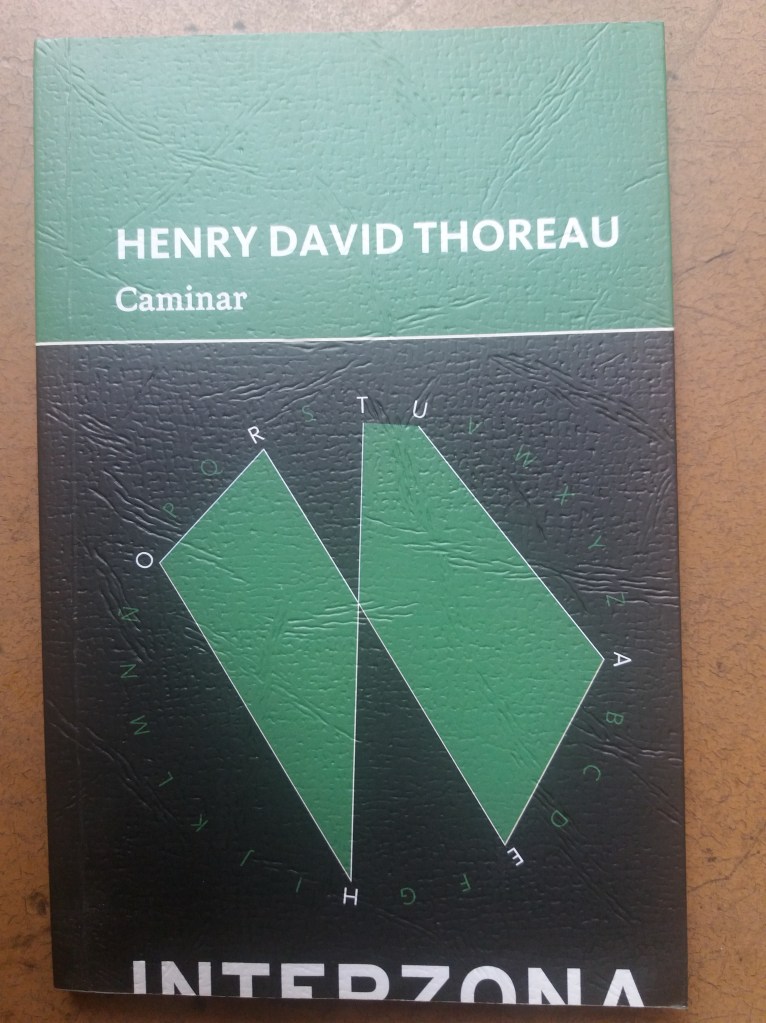 HENRY DAVID THOREAU
Caminar
A B C D E F G H I J K L M N Ñ O P Q R S T U V W X Y Z
INTERZONA